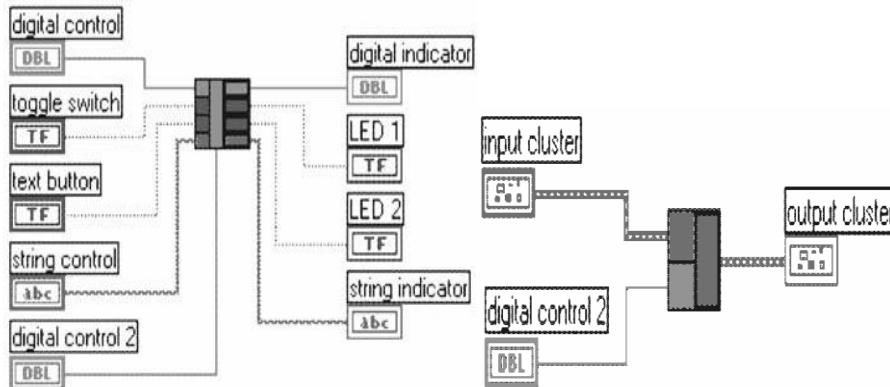 digital control
DBL
toggle switch
TF
text button
TF
string control
abc
digital control 2
DBL
digital indicator
DBL
LED 1
TF
LED 2
TF
string indicator
abc
input cluster
digital control 2
DBL
output cluster